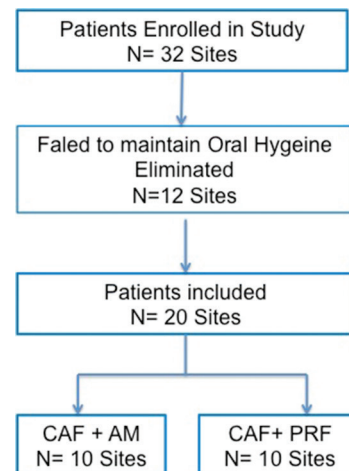 Patients Enrolled in Study
N= 32 Sites
Faled to maintain Oral Hygeine
Eliminated
N=12 Sites
Patients included
N= 20 Sites
CAF + AM
N= 10 Sites
CAF+ PRF
N= 10 Sites